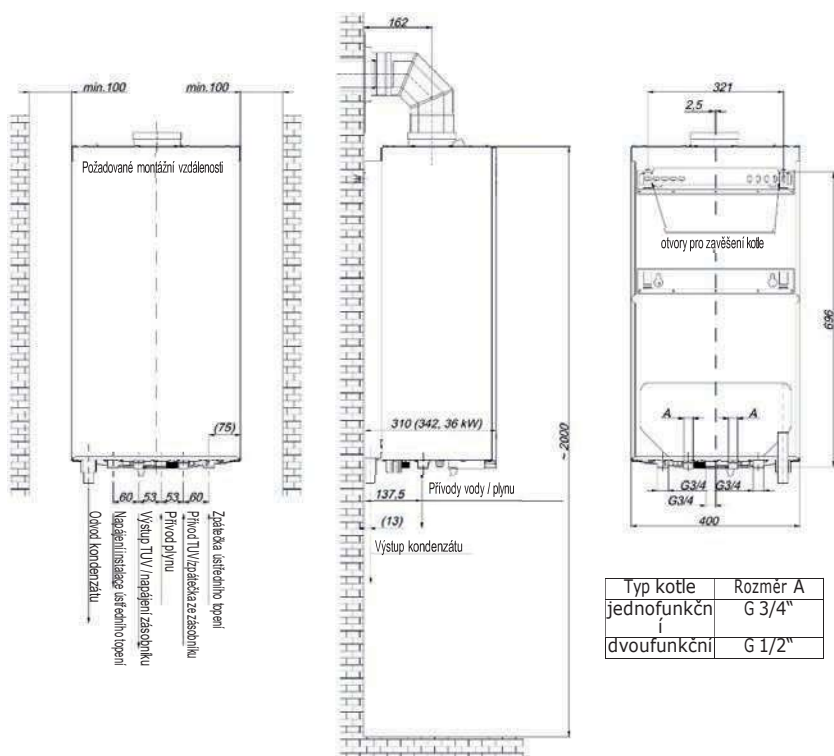 min.100
min.100
Požadované montážní vzdálenosti
(75)
60
53
53
60
Odvod kondenzátu
Napájení instalace ústředního topení
Výstup TUV / napájení zásobníku
Přívod plynu
Přívod TUV/zpátečka ze zásobníku
Zpátečka ústředního topení
162
310 (342, 36 kW)
~ 2000
137,5
Přívody vody / plynu
(13)
Výstup kondenzátu
321
2,5
otvory pro zavěšení kotle
696
A
A
G3/4
G3/4
G3/4
400
Typ kotle Rozměr A
jednofunkčn G 3/4“
í
dvoufunkční G 1/2“